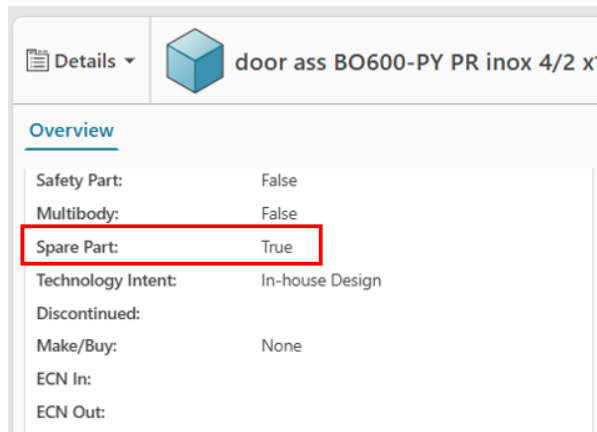 Details
door ass BO600-PY PR inox 4/2 x
Overview
Safety Part: False
Multibody: False
Spare Part: True
Technology Intent: In-house Design
Discontinued:
Make/Buy: None
ECN In:
ECN Out: